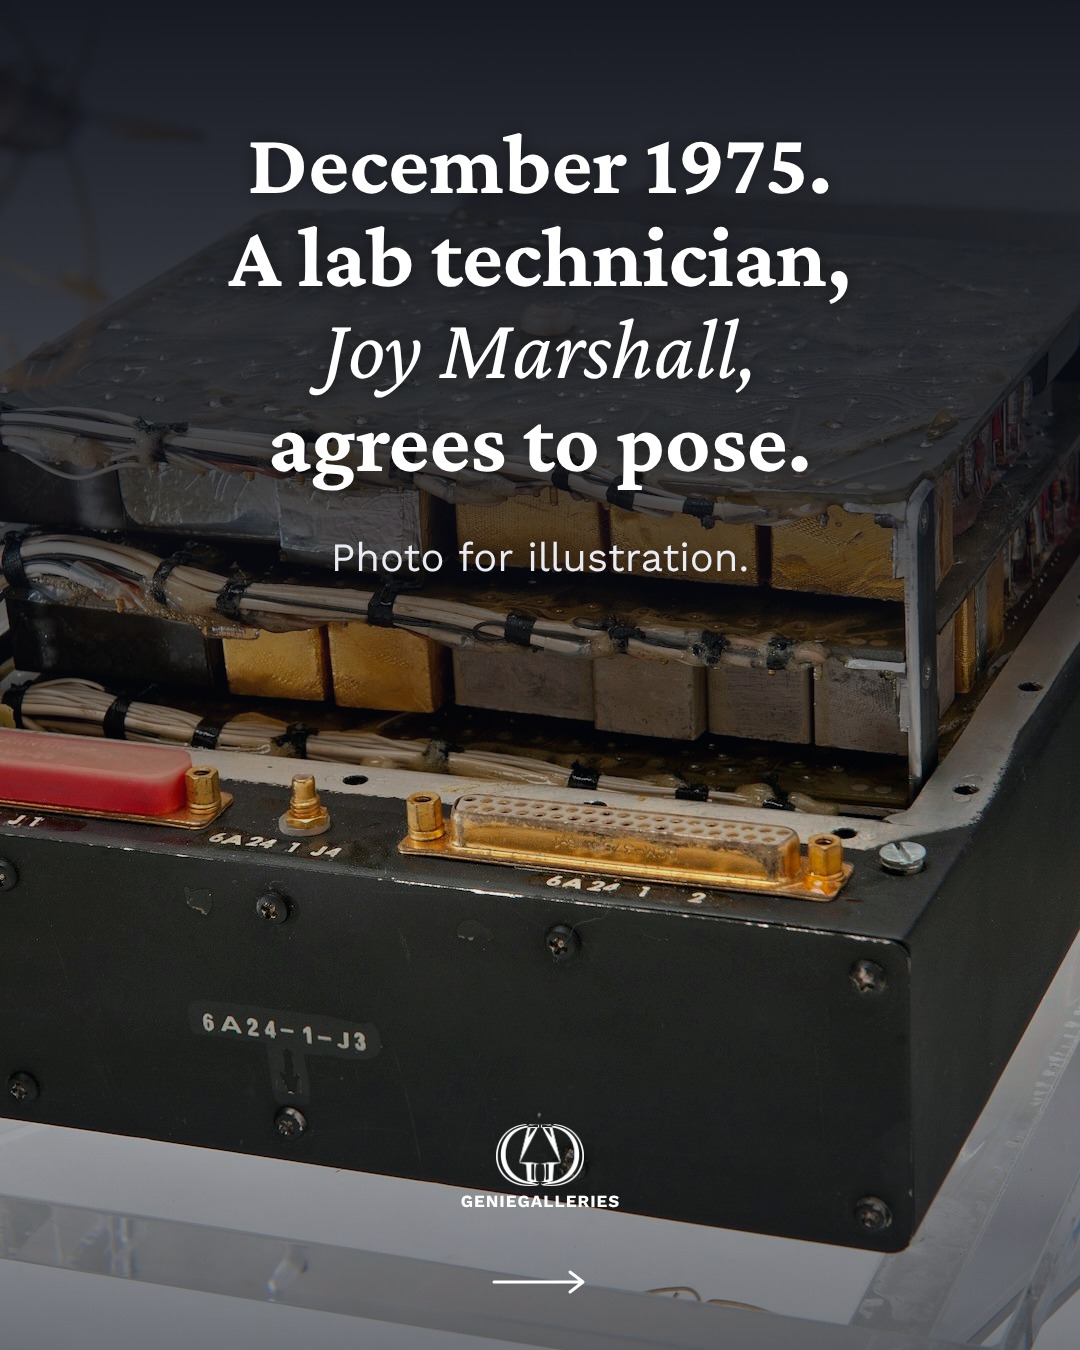 December 1975.
A lab technician,
Joy Marshall,
agrees to pose.
Photo for illustration.
J1
6A24 1 J4
6A24 1 2
6A24-1-J3
GENIEGALLERIES